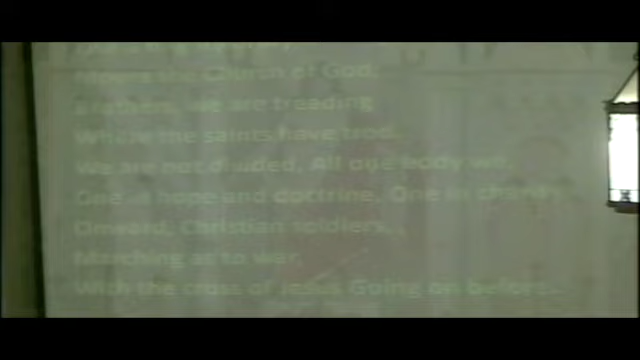 Moves the Church of God;
Brothers, we are treading
Where the saints have trod.
We are not divided, All one body we,
One in hope and doctrine, One in charity.
Onward, Christian soldiers,
Marching as to war,
With the cross of Jesus Going on before.